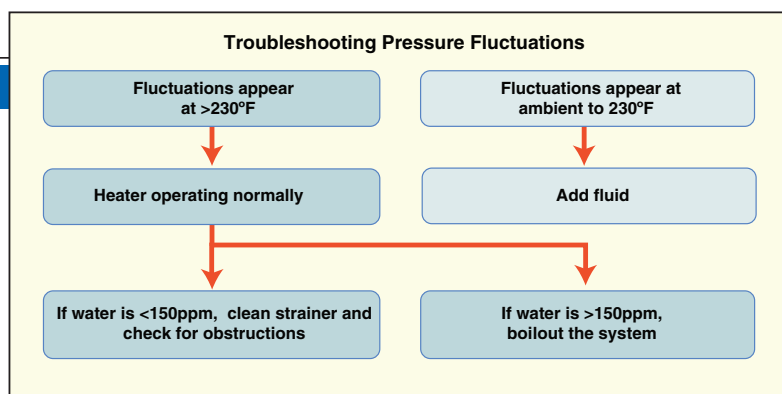 Troubleshooting Pressure Fluctuations
Fluctuations appear
at >230ºF
Fluctuations appear at
ambient to 230ºF
Heater operating normally
Add fluid
If water is <150ppm, clean strainer and
check for obstructions
If water is >150ppm,
boilout the system